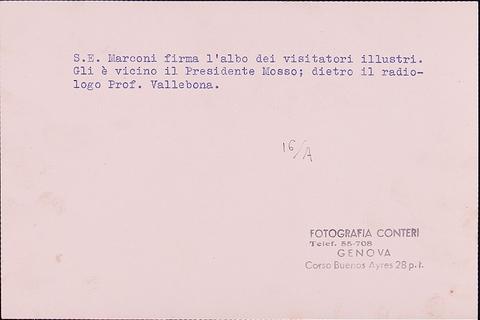 S.E. Marconi firma l'albo dei visitatori illustri.
Gli è vicino il Presidente Mosso; dietro il radio-
logo Prof. Vallebona.
16/A
FOTOGRAFIA CONTERI
Telef. 55-708
GENOVA
Corso Buenos Ayres 28 p.t.